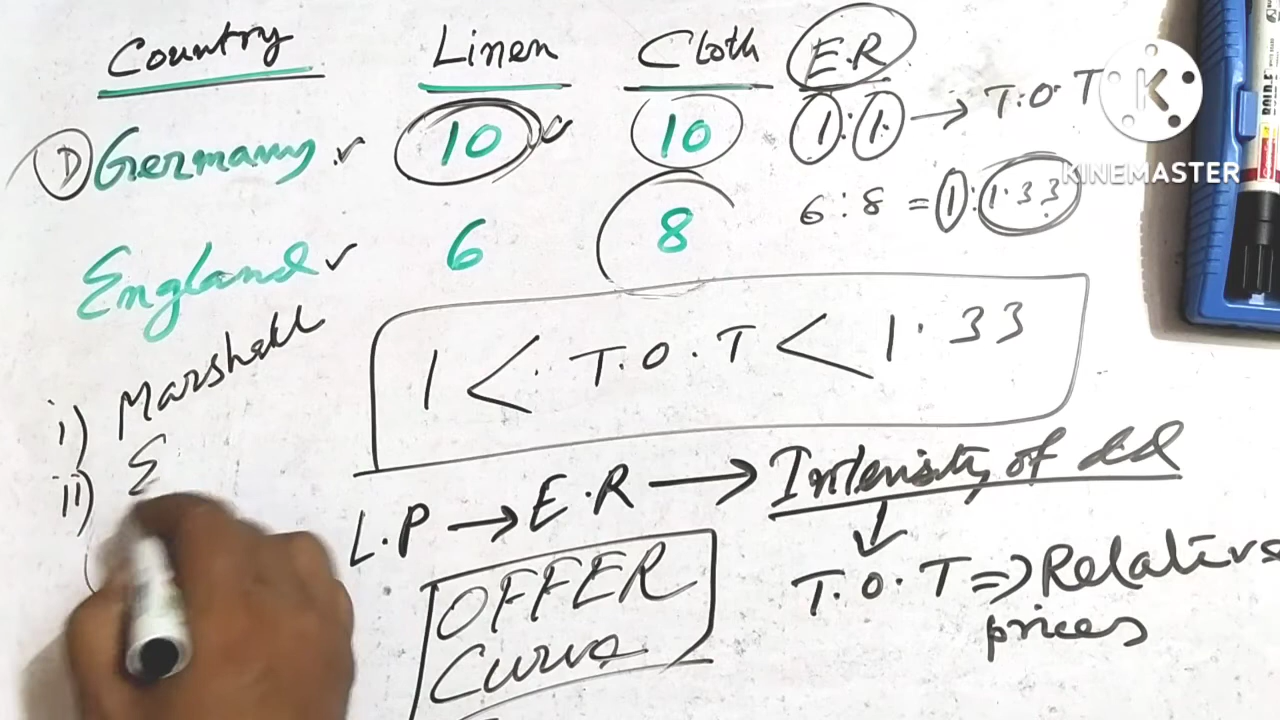 Country Linen Cloth E.R
D Germany 10 10 1:1 → T.O.T
England 6 8 6:8 = 1:1.33
1 < T.O.T < 1.33
i) Marshall
ii) E
L.P → E.R → Intensity of dd
T.O.T ⇒ Relative
prices
OFFER
Curve
KINEMASTER
BOLD-E